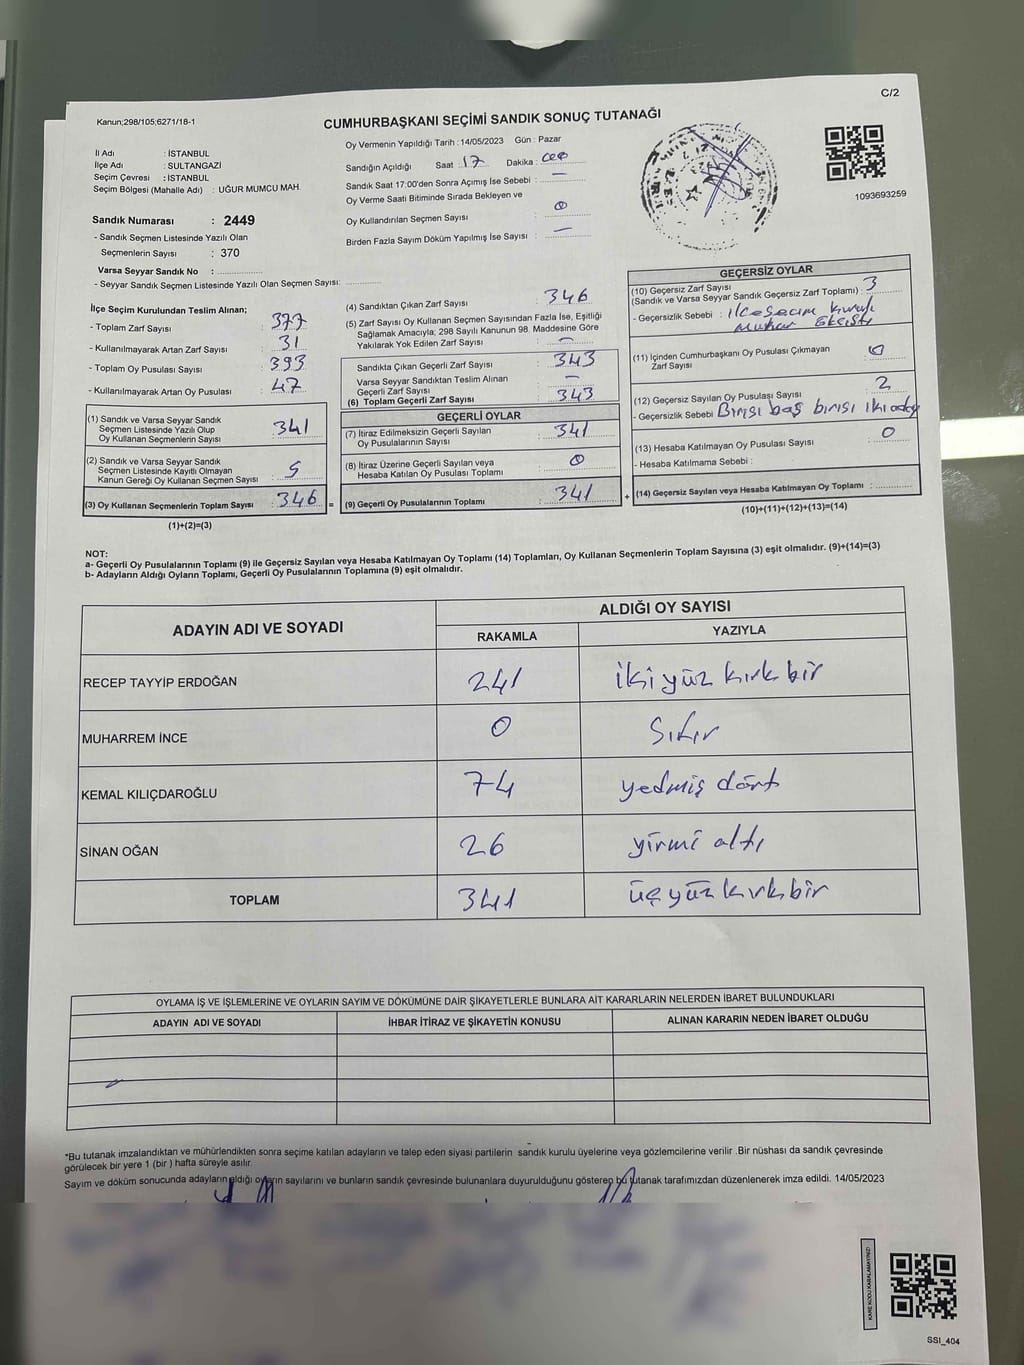 C/2
Kanun;298/105;6271/18-1
CUMHURBAŞKANI SEÇİMİ SANDIK SONUÇ TUTANAĞI
1093693259
İl Adı : İSTANBUL
İlçe Adı : SULTANGAZİ
Seçim Çevresi : İSTANBUL
Seçim Bölgesi (Mahalle Adı) : UĞUR MUMCU MAH.
Sandık Numarası : 2449
- Sandık Seçmen Listesinde Yazılı Olan
Seçmenlerin Sayısı : 370
Varsa Seyyar Sandık No :
- Seyyar Sandık Seçmen Listesinde Yazılı Olan Seçmen Sayısı:
Oy Vermenin Yapıldığı Tarih :14/05/2023 Gün : Pazar
Sandığın Açıldığı Saat : 17 Dakika :
Sandık Saat 17:00'den Sonra Açımış İse Sebebi : —
Oy Verme Saati Bitiminde Sırada Bekleyen ve
Oy Kullandırılan Seçmen Sayısı : 0
Birden Fazla Sayım Döküm Yapılmış İse Sayısı : —
İlçe Seçim Kurulundan Teslim Alınan;
- Toplam Zarf Sayısı : 377
- Kullanılmayarak Artan Zarf Sayısı : 31
- Toplam Oy Pusulası Sayısı : 393
- Kullanılmayarak Artan Oy Pusulası : 47
(1) Sandık ve Varsa Seyyar Sandık
Seçmen Listesinde Yazılı Olup
Oy Kullanan Seçmenlerin Sayısı : 341
(2) Sandık ve Varsa Seyyar Sandık
Seçmen Listesinde Kayıtlı Olmayan
Kanun Gereği Oy Kullanan Seçmen Sayısı : 5
(3) Oy Kullanan Seçmenlerin Toplam Sayısı : 346 =
(1)+(2)=(3)
(4) Sandıktan Çıkan Zarf Sayısı : 346
(5) Zarf Sayısı Oy Kullanan Seçmen Sayısından Fazla İse, Eşitliği
Sağlamak Amacıyla; 298 Sayılı Kanunun 98. Maddesine Göre
Yakılarak Yok Edilen Zarf Sayısı : —
Sandıkta Çıkan Geçerli Zarf Sayısı : 343
Varsa Seyyar Sandıktan Teslim Alınan
Geçerli Zarf Sayısı : —
(6) Toplam Geçerli Zarf Sayısı : 343
GEÇERLİ OYLAR
(7) İtiraz Edilmeksizin Geçerli Sayılan
Oy Pusulalarının Sayısı : 341
(8) İtiraz Üzerine Geçerli Sayılan veya
Hesaba Katılan Oy Pusulası Toplamı : 0
(9) Geçerli Oy Pusulalarının Toplamı : 341 +
GEÇERSİZ OYLAR
(10) Geçersiz Zarf Sayısı
(Sandık ve Varsa Seyyar Sandık Geçersiz Zarf Toplamı) : 3
- Geçersizlik Sebebi : ilçe seçim kurulu
(11) İçinden Cumhurbaşkanı Oy Pusulası Çıkmayan
Zarf Sayısı : 0
(12) Geçersiz Sayılan Oy Pusulası Sayısı : 2
- Geçersizlik Sebebi Birisi boş birisi iki aday
(13) Hesaba Katılmayan Oy Pusulası Sayısı : 0
- Hesaba Katılmama Sebebi :
(14) Geçersiz Sayılan veya Hesaba Katılmayan Oy Toplamı :
(10)+(11)+(12)+(13)=(14)
NOT:
a- Geçerli Oy Pusulalarının Toplamı (9) ile Geçersiz Sayılan veya Hesaba Katılmayan Oy Toplamı (14) Toplamları, Oy Kullanan Seçmenlerin Toplam Sayısına (3) eşit olmalıdır. (9)+(14)=(3)
b- Adayların Aldığı Oyların Toplamı, Geçerli Oy Pusulalarının Toplamına (9) eşit olmalıdır.
ADAYIN ADI VE SOYADI
ALDIĞI OY SAYISI
RAKAMLA YAZIYLA
RECEP TAYYİP ERDOĞAN 241 iki yüz kırk bir
MUHARREM İNCE 0 Sıfır
KEMAL KILIÇDAROĞLU 74 yedmiş dört
SİNAN OĞAN 26 yirmi altı
TOPLAM 341 üç yüz kırk bir
OYLAMA İŞ VE İŞLEMLERİNE VE OYLARIN SAYIM VE DÖKÜMÜNE DAİR ŞİKAYETLERLE BUNLARA AİT KARARLARIN NELERDEN İBARET BULUNDUKLARI
ADAYIN ADI VE SOYADI İHBAR İTİRAZ VE ŞİKAYETİN KONUSU ALINAN KARARIN NEDEN İBARET OLDUĞU
*Bu tutanak imzalandıktan ve mühürlendikten sonra seçime katılan adayların ve talep eden siyasi partilerin sandık kurulu üyelerine veya gözlemcilerine verilir .Bir nüshası da sandık çevresinde
görülecek bir yere 1 (bir ) hafta süreyle asılır.
Sayım ve döküm sonucunda adayların aldığı oyların sayılarını ve bunların sandık çevresinde bulunanlara duyurulduğunu gösteren bu tutanak tarafımızdan düzenlenerek imza edildi. 14/05/2023
KARE KODU KARALAMAYINIZ!
SSI_404